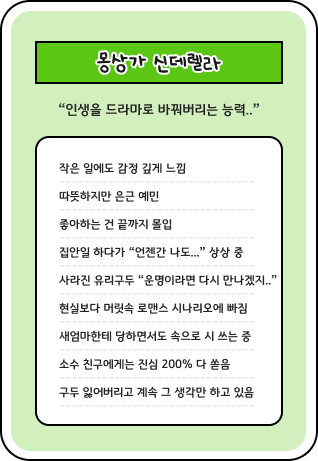 몽상가 신데렐라
“인생을 드라마로 바꿔버리는 능력..”
작은 일에도 감정 깊게 느낌
따뜻하지만 은근 예민
좋아하는 건 끝까지 몰입
집안일 하다가 “언젠간 나도...” 상상 중
사라진 유리구두 “운명이라면 다시 만나겠지..”
현실보다 머릿속 로맨스 시나리오에 빠짐
새엄마한테 당하면서도 속으로 시 쓰는 중
소수 친구에게는 진심 200% 다 쏟음
구두 잃어버리고 계속 그 생각만 하고 있음